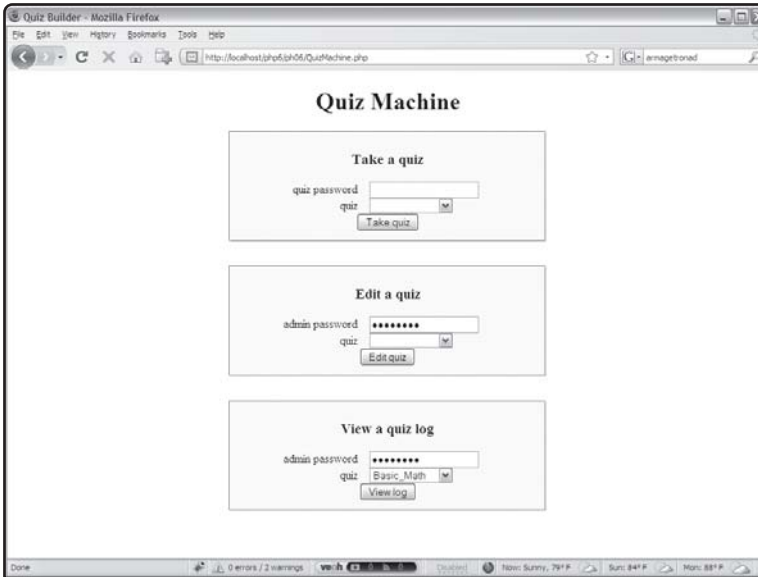 Quiz Builder - Mozilla Firefox
File Edit View History Bookmarks Tools Help
http://localhost/php6/ph06/QuizMachine.php
armagetronad
Quiz Machine
Take a quiz
quiz password
quiz
Take quiz
Edit a quiz
admin password ••••••••
quiz
Edit quiz
View a quiz log
admin password ••••••••
quiz Basic_Math
View log
Done 0 errors / 2 warnings Disabled Now: Sunny, 79° F Sun: 84° F Mon: 88° F